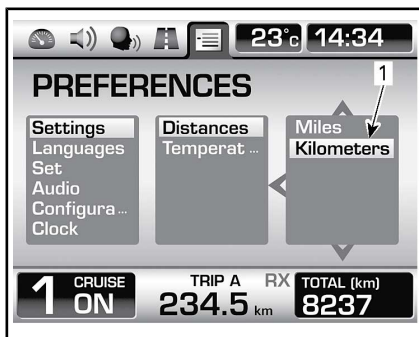 23°c 14:34
PREFERENCES
1
Settings
Languages
Set
Audio
Configura ...
Clock
Distances
Temperat ...
Miles
Kilometers
1 CRUISE ON
TRIP A
234.5 km
RX
TOTAL (km)
8237